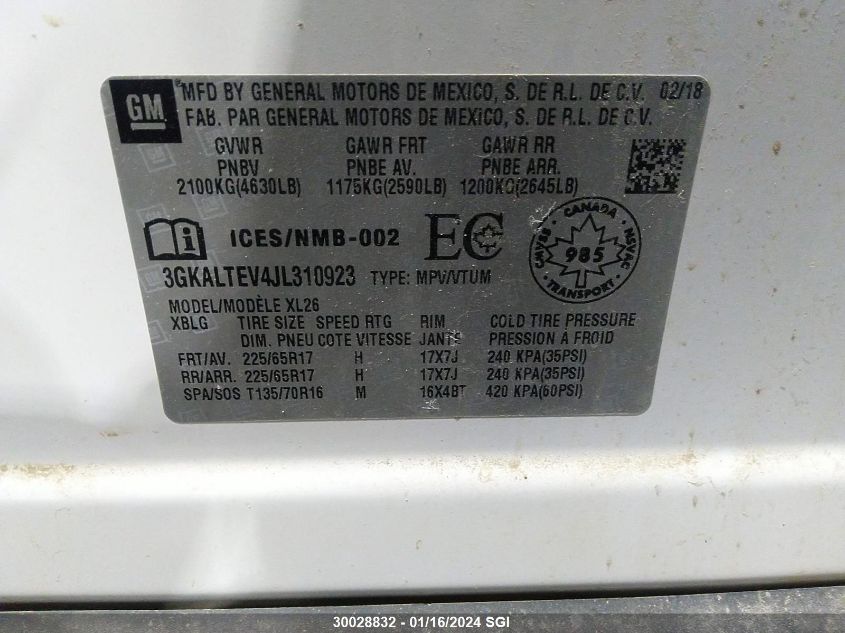 GM
MFD BY GENERAL MOTORS DE MEXICO, S. DE R.L. DE C.V. 02/18
FAB. PAR GENERAL MOTORS DE MEXICO, S. DE R.L. DE C.V.
GVWR GAWR FRT GAWR RR
PNBV PNBE AV. PNBE ARR.
2100KG(4630LB) 1175KG(2590LB) 1200KG(2645LB)
ICES/NMB-002 EC
CANADA
CMVSS 985 NSVAC
TRANSPORT
3GKALTEV4JL310923 TYPE: MPV/VTUM
MODEL/MODÈLE XL26
XBLG TIRE SIZE SPEED RTG RIM COLD TIRE PRESSURE
DIM. PNEU COTE VITESSE JANTE PRESSION À FROID
FRT/AV. 225/65R17 H 17X7J 240 KPA(35PSI)
RR/ARR. 225/65R17 H 17X7J 240 KPA(35PSI)
SPA/SOS T135/70R16 M 16X4BT 420 KPA(60PSI)
30028832 - 01/16/2024 SGI